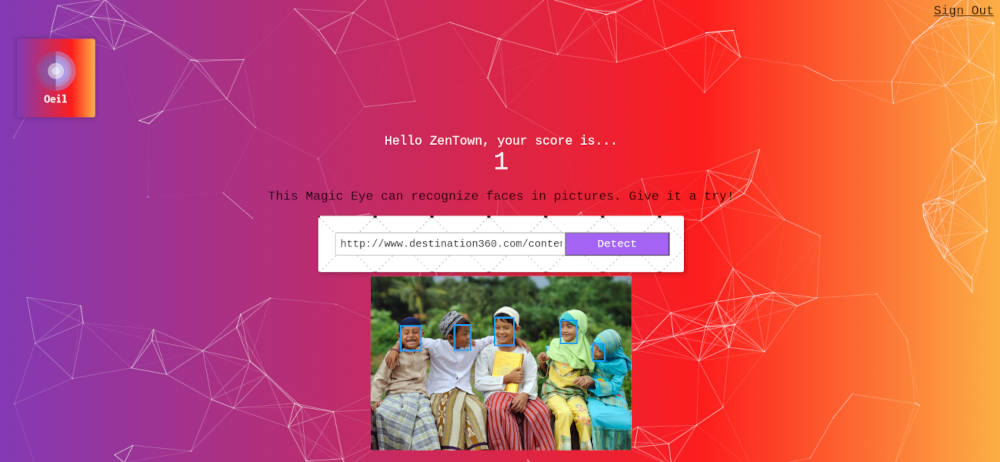 Sign Out
Oeil
Hello ZenTown, your score is...
1
This Magic Eye can recognize faces in pictures. Give it a try!
http://www.destination360.com/conten
Detect